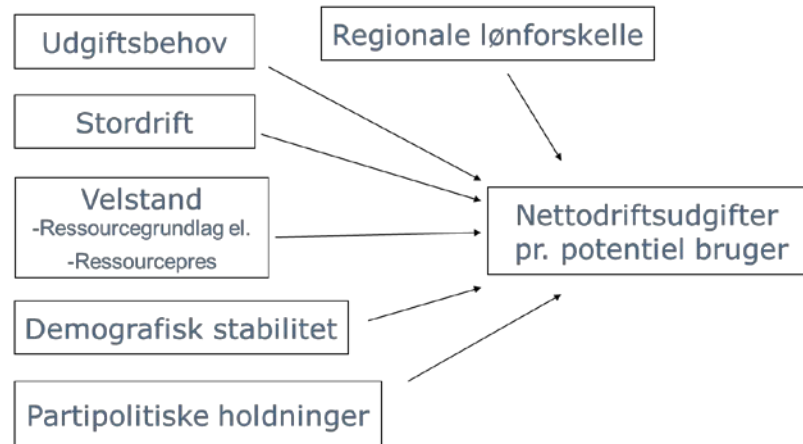 Udgiftsbehov
Regionale lønforskelle
Stordrift
Velstand
-Ressourcegrundlag el.
-Ressourcepres
Nettodriftsudgifter
pr. potentiel bruger
Demografisk stabilitet
Partipolitiske holdninger